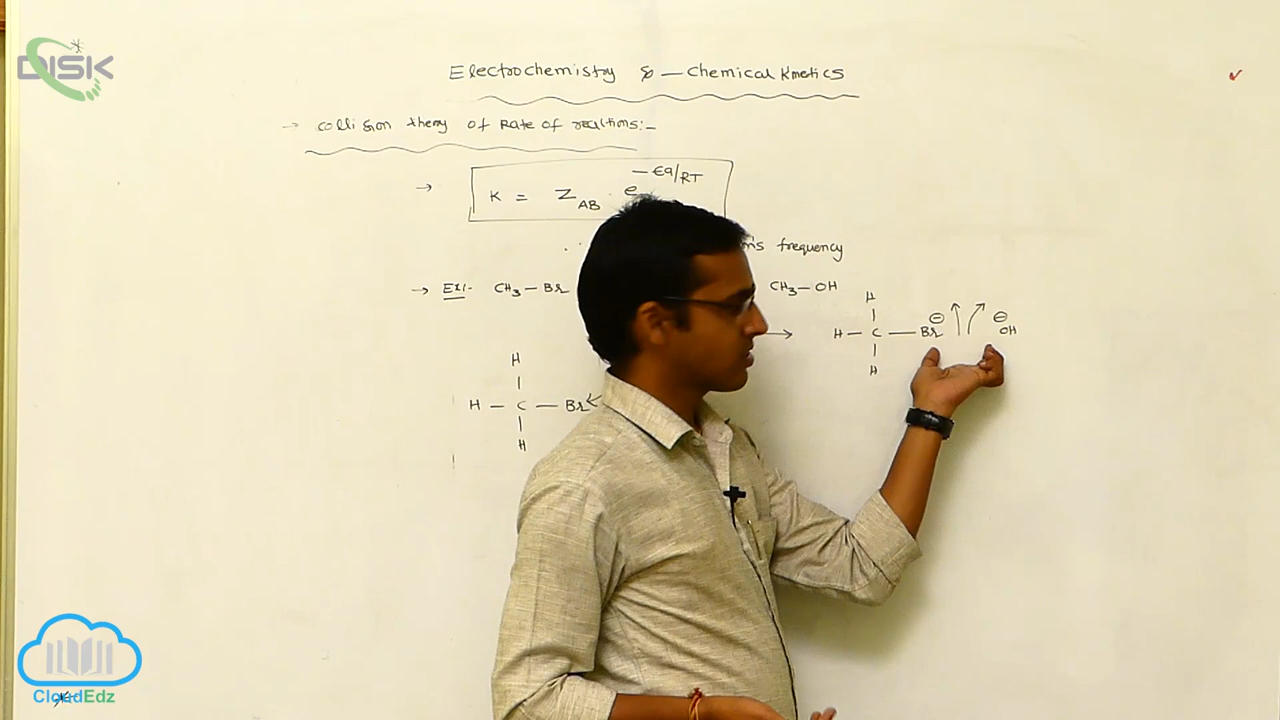 DISK
Electrochemistry & - Chemical Kinetics
→ collision theory of Rate of reactions:-
→ K = Z_AB · e^-Ea/RT
frequency
→ Ex:- CH3 - Br CH3 - OH
H
H - C - Br ⊖ ↑ ↗ ⊖ OH
H
H
H - C - Br ←
H
CloudEdz